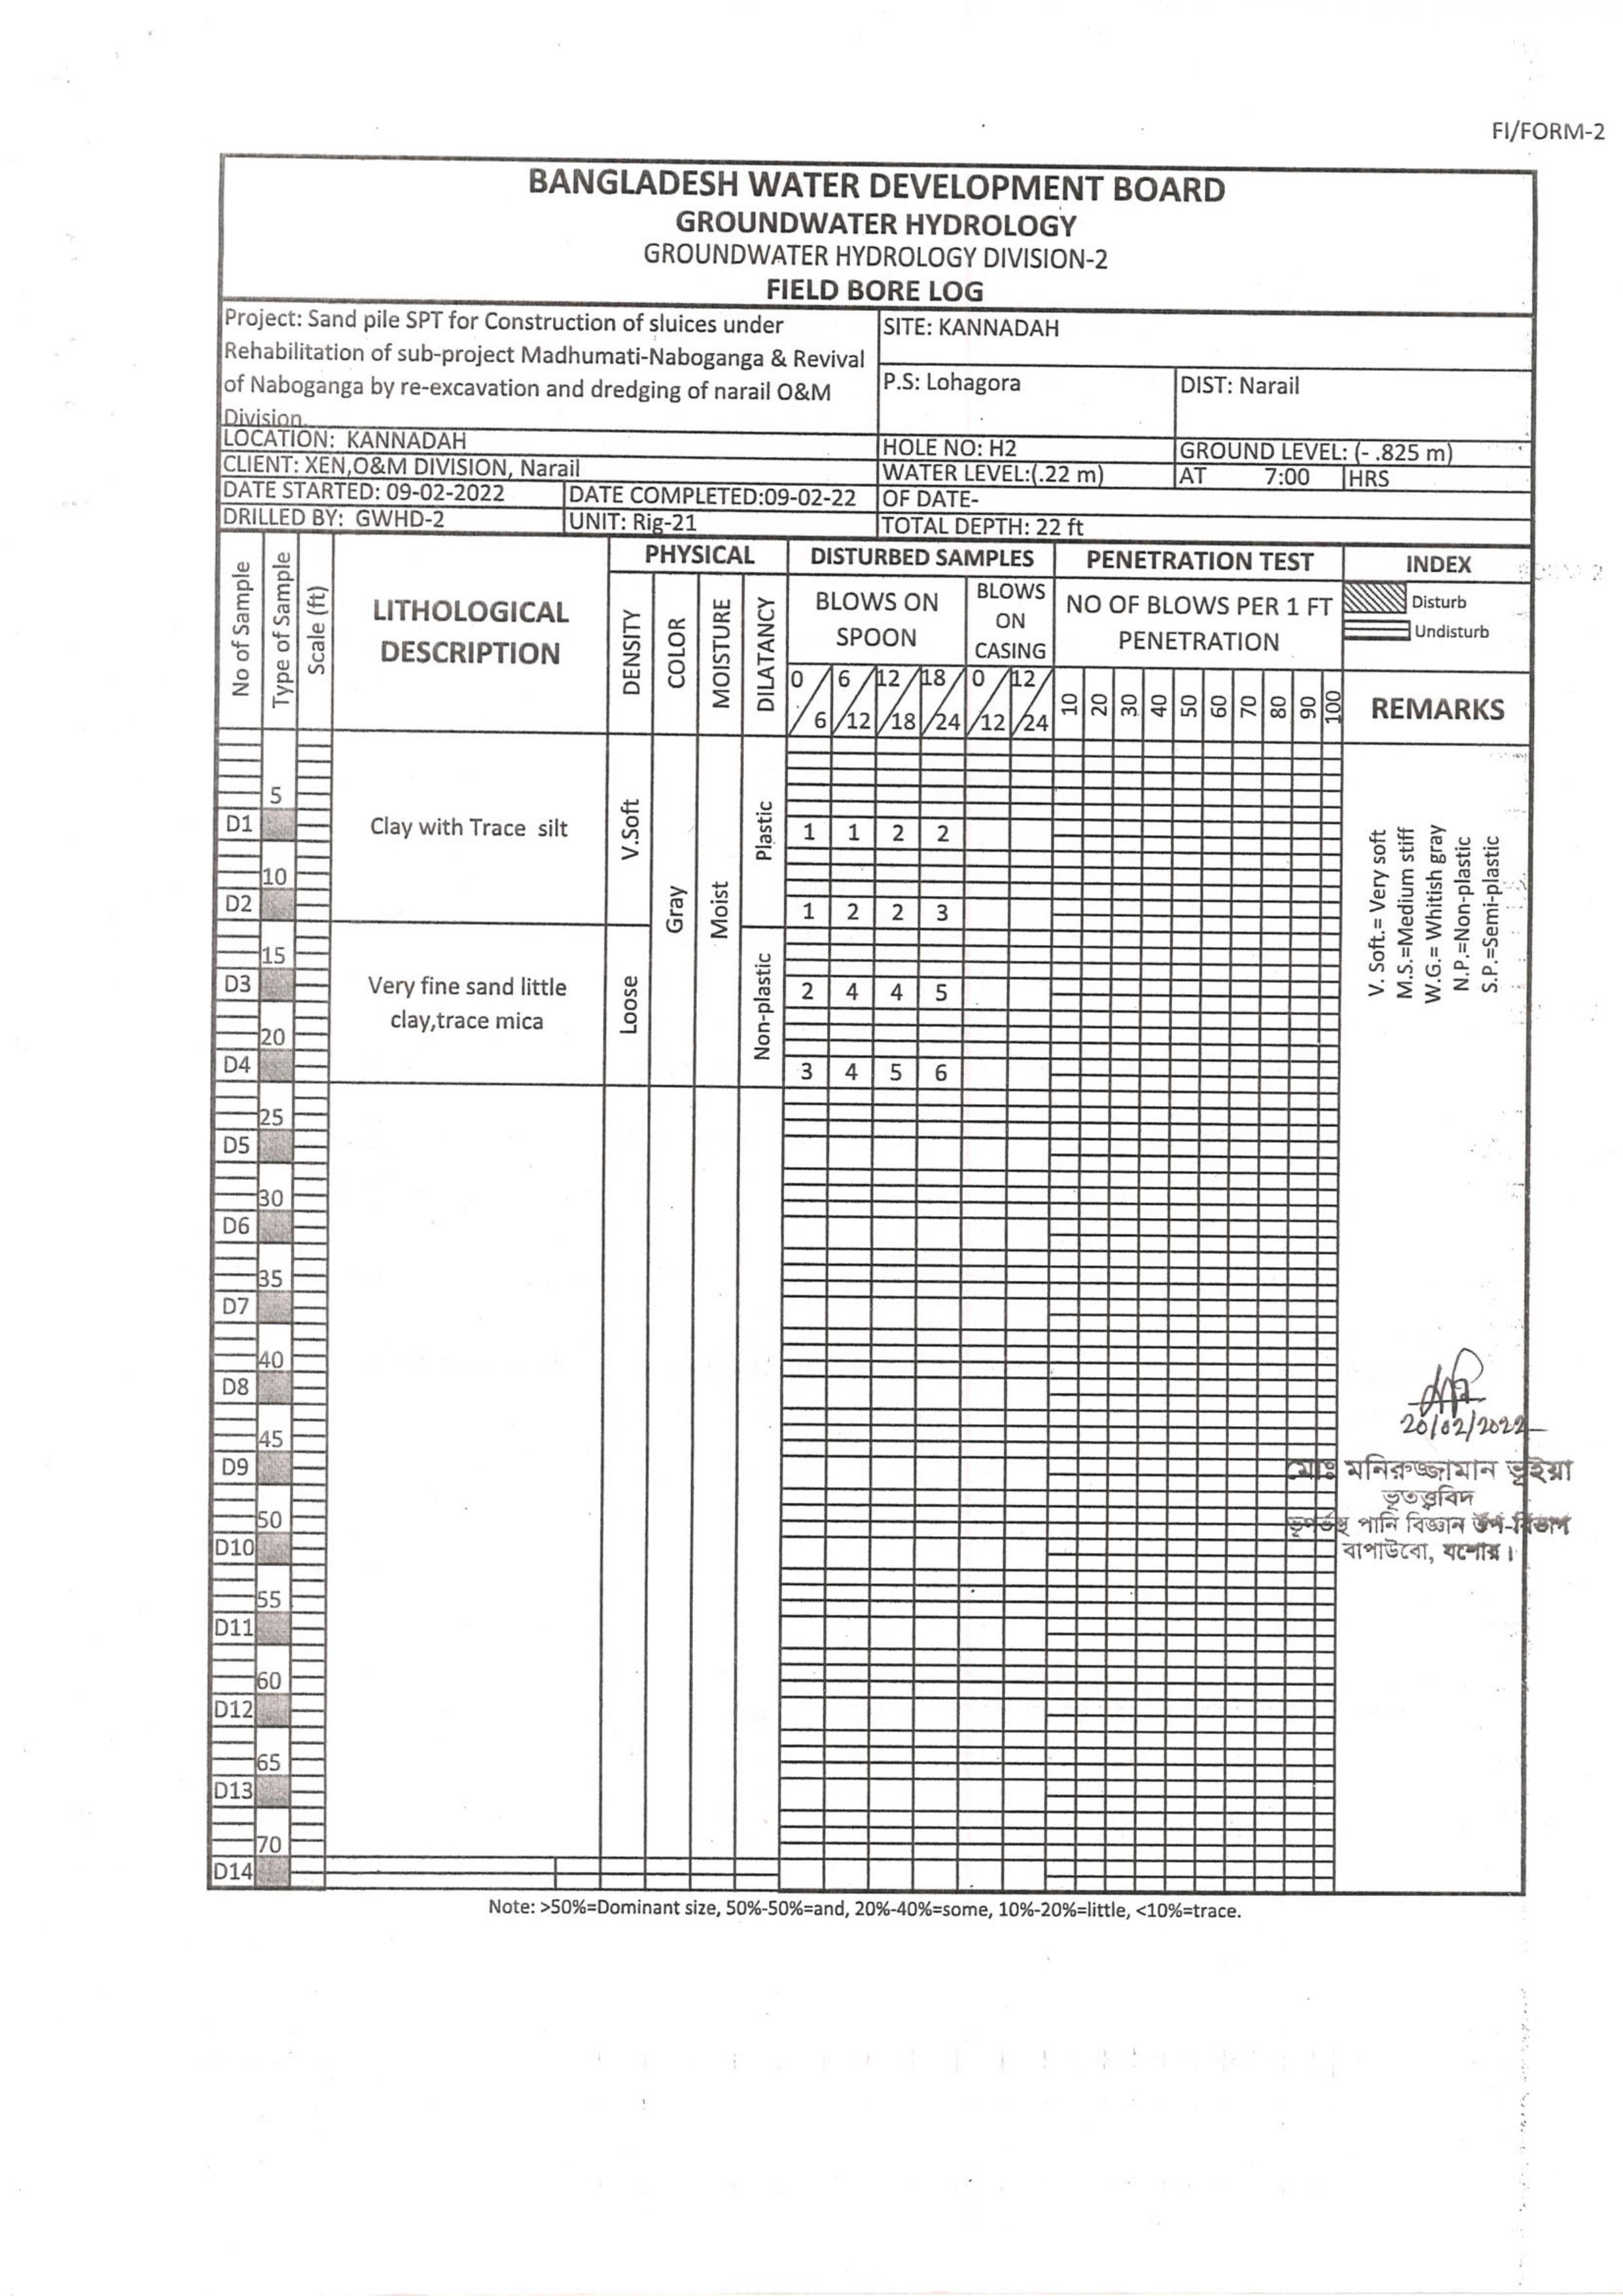 FI/FORM-2
BANGLADESH WATER DEVELOPMENT BOARD
GROUNDWATER HYDROLOGY
GROUNDWATER HYDROLOGY DIVISION-2
FIELD BORE LOG
Project: Sand pile SPT for Construction of sluices under
Rehabilitation of sub-project Madhumati-Naboganga & Revival
of Naboganga by re-excavation and dredging of narail O&M
Division.
SITE: KANNADAH
P.S: Lohagora
DIST: Narail
LOCATION: KANNADAH
HOLE NO: H2
GROUND LEVEL: (- .825 m)
CLIENT: XEN,O&M DIVISION, Narail
WATER LEVEL:(.22 m)
AT 7:00 HRS
DATE STARTED: 09-02-2022
DATE COMPLETED:09-02-22
OF DATE-
DRILLED BY: GWHD-2
UNIT: Rig-21
TOTAL DEPTH: 22 ft
No of Sample
Type of Sample
Scale (ft)
LITHOLOGICAL
DESCRIPTION
PHYSICAL
DENSITY
COLOR
MOISTURE
DILATANCY
DISTURBED SAMPLES
BLOWS ON
SPOON
BLOWS
ON
CASING
0/6 6/12 12/18 18/24 0/12 12/24
PENETRATION TEST
NO OF BLOWS PER 1 FT
PENETRATION
10 20 30 40 50 60 70 80 90 100
INDEX
Disturb
Undisturb
REMARKS
5
D1
Clay with Trace silt
V.Soft
Plastic
1 1 2 2
10
D2
1 2 2 3
Gray
Moist
15
D3
Very fine sand little
clay,trace mica
Loose
Non-plastic
2 4 4 5
20
D4
3 4 5 6
25
D5
30
D6
35
D7
40
D8
45
D9
50
D10
55
D11
60
D12
65
D13
70
D14
V. Soft.= Very soft
M.S.=Medium stiff
W.G.= Whitish gray
N.P.=Non-plastic
S.P.=Semi-plastic
20/02/2022
মোঃ মনিরুজ্জামান ভূইয়া
ভূতত্ত্ববিদ
ভূগর্ভস্থ পানি বিজ্ঞান উপ-বিভাগ
বাপাউবো, যশোর।
Note: >50%=Dominant size, 50%-50%=and, 20%-40%=some, 10%-20%=little, <10%=trace.